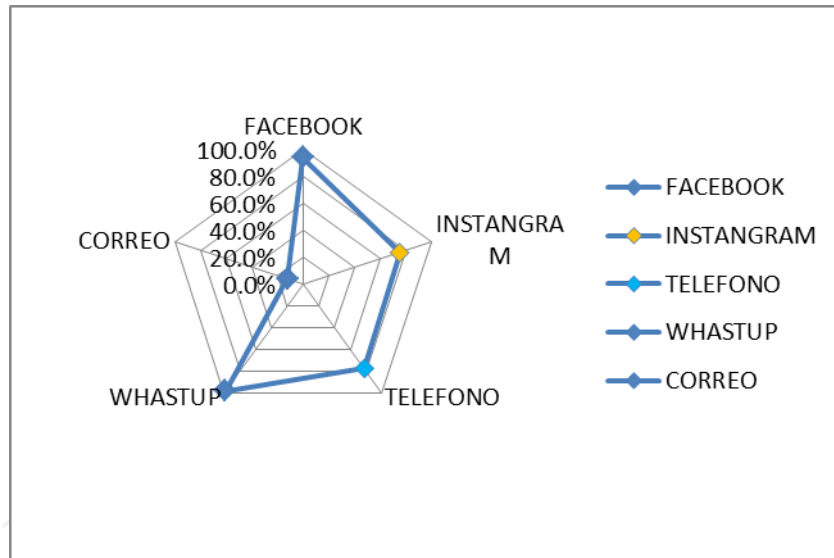 FACEBOOK
100.0%
80.0%
60.0%
40.0%
20.0%
0.0%
INSTANGRA
M
CORREO
WHASTUP
TELEFONO
FACEBOOK
INSTANGRAM
TELEFONO
WHASTUP
CORREO